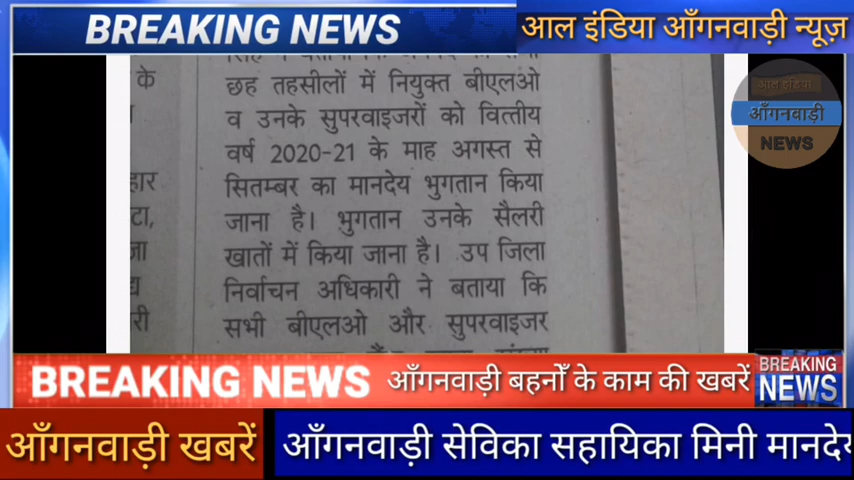 BREAKING NEWS
आल इंडिया आँगनवाड़ी न्यूज़
आल इंडिया
आँगनवाड़ी
NEWS
के
हार
टा,
जा
री
छह तहसीलों में नियुक्त बीएलओ
व उनके सुपरवाइजरों को वित्तीय
वर्ष 2020-21 के माह अगस्त से
सितम्बर का मानदेय भुगतान किया
जाना है। भुगतान उनके सैलरी
खातों में किया जाना है। उप जिला
निर्वाचन अधिकारी ने बताया कि
सभी बीएलओ और सुपरवाइजर
BREAKING NEWS आँगनवाड़ी बहनोँ के काम की खबरें
BREAKING
NEWS
आँगनवाड़ी खबरें
आँगनवाड़ी सेविका सहायिका मिनी मानदेय